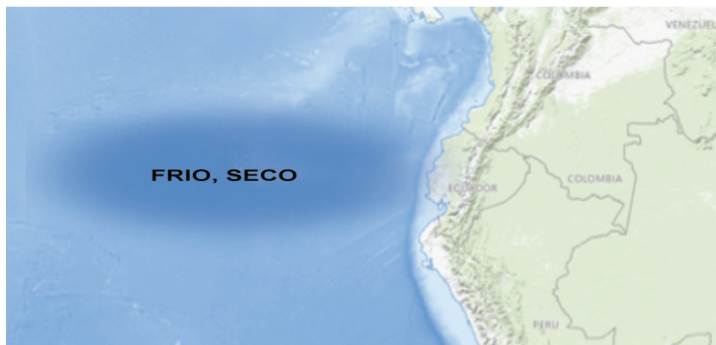 VENEZUEL
COLOMBIA
FRIO, SECO
COLOMBIA
ECUADOR
PERU